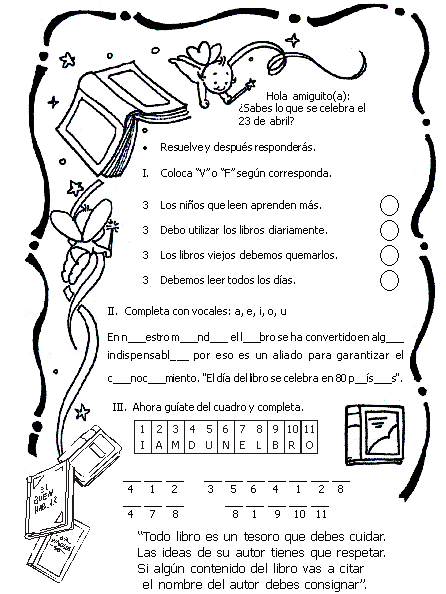 Hola amiguito(a):
¿Sabes lo que se celebra el
23 de abril?
• Resuelve y después responderás.
I. Coloca "V" o "F" según corresponda.
3 Los niños que leen aprenden más.
3 Debo utilizar los libros diariamente.
3 Los libros viejos debemos quemarlos.
3 Debemos leer todos los días.
II. Completa con vocales: a, e, i, o, u
En n___estro m___nd___ el l___bro se ha convertido en alg___
indispensabl___ por eso es un aliado para garantizar el
c___noc___miento. "El día del libro se celebra en 80 p___ís___s".
III. Ahora guíate del cuadro y completa.
1 2 3 4 5 6 7 8 9 10 11
I A M D U N E L B R O
4 1 2 3 5 6 4 1 2 8
4 7 8 8 1 9 10 11
"Todo libro es un tesoro que debes cuidar.
Las ideas de su autor tienes que respetar.
Si algún contenido del libro vas a citar
el nombre del autor debes consignar".